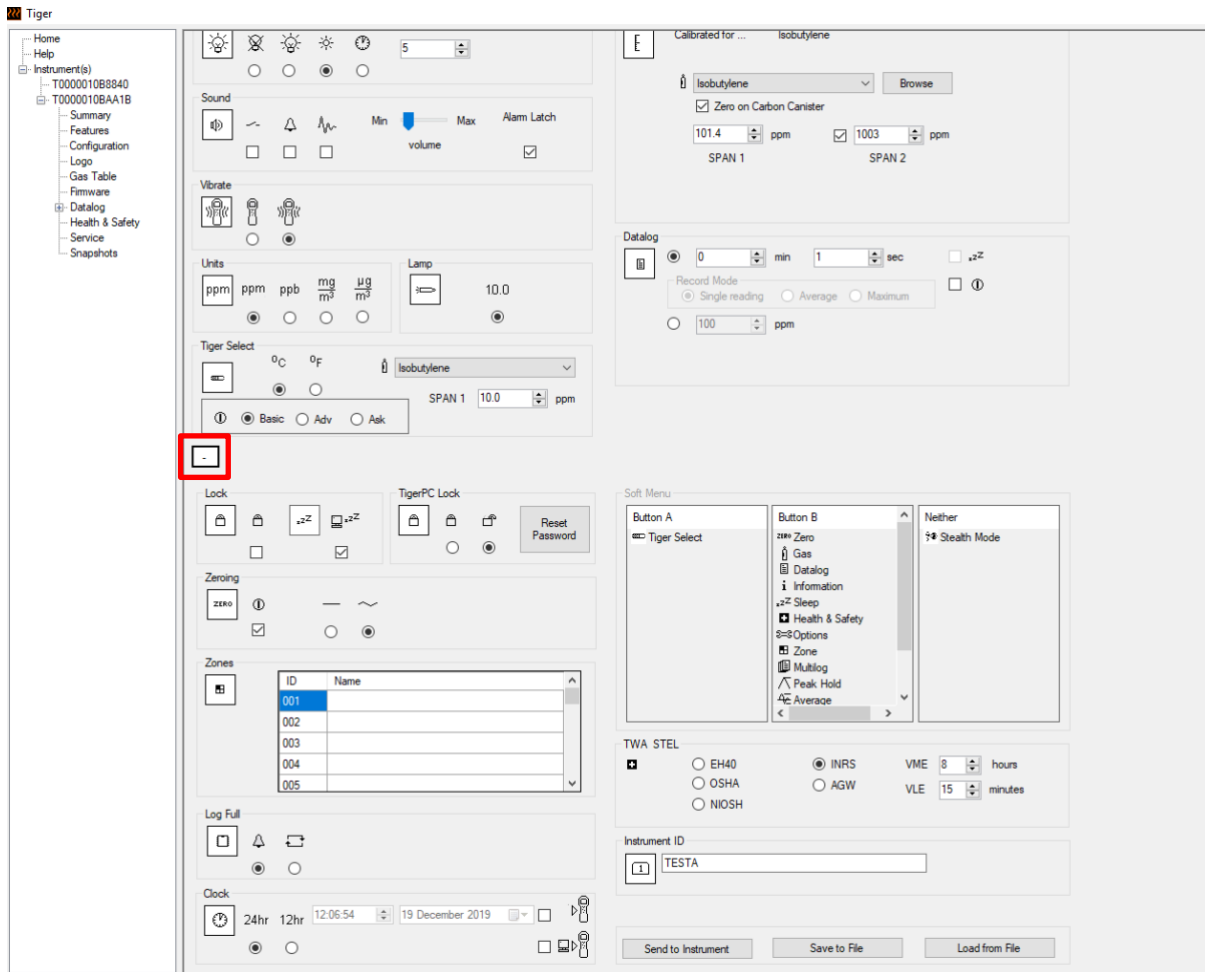 Tiger
Home
Help
Instrument(s)
T0000010B8840
T0000010BAA1B
Summary
Features
Configuration
Logo
Gas Table
Firmware
Datalog
Health & Safety
Service
Snapshots
5
Sound
Min
Max
volume
Alarm Latch
Vibrate
Units
ppm ppm ppb mg/m³ µg/m³
Lamp
10.0
Tiger Select
°C °F
Isobutylene
SPAN 1 10.0 ppm
Basic Adv Ask
-
Calibrated for ... Isobutylene
Isobutylene
Browse
Zero on Carbon Canister
101.4 ppm 1003 ppm
SPAN 1 SPAN 2
Datalog
0 min 1 sec zzZ
Record Mode
Single reading Average Maximum
100 ppm
Lock
zzZ zzZ
TigerPC Lock
Reset
Password
Zeroing
ZERO
Zones
ID Name
001
002
003
004
005
Log Full
Clock
24hr 12hr 12:06:54 19 December 2019
Soft Menu
Button A
Tiger Select
Button B
ZERO Zero
Gas
Datalog
i Information
zzZ Sleep
Health & Safety
Options
Zone
Multilog
Peak Hold
Average
Neither
Stealth Mode
TWA STEL
EH40 INRS VME 8 hours
OSHA AGW VLE 15 minutes
NIOSH
Instrument ID
1 TESTA
Send to Instrument Save to File Load from File